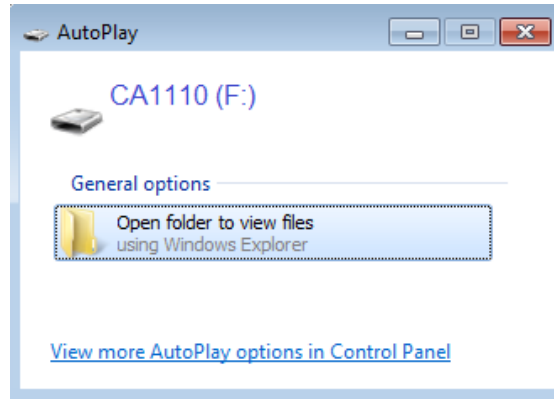 AutoPlay
CA1110 (F:)
General options
Open folder to view files
using Windows Explorer
View more AutoPlay options in Control Panel